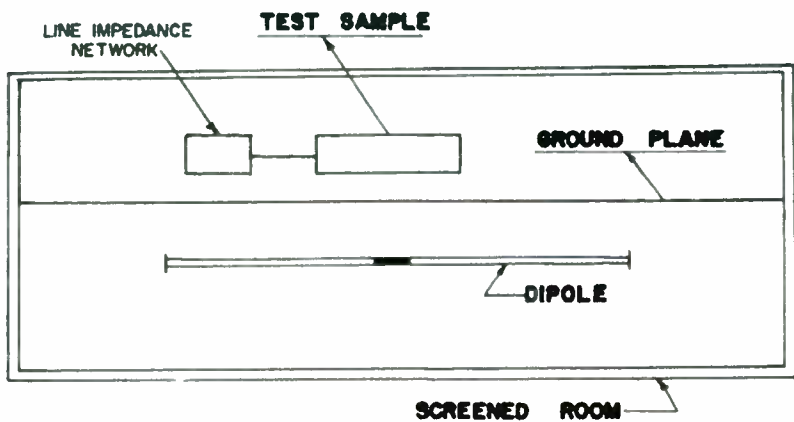 LINE IMPEDANCE
NETWORK
TEST SAMPLE
GROUND PLANE
DIPOLE
SCREENED ROOM